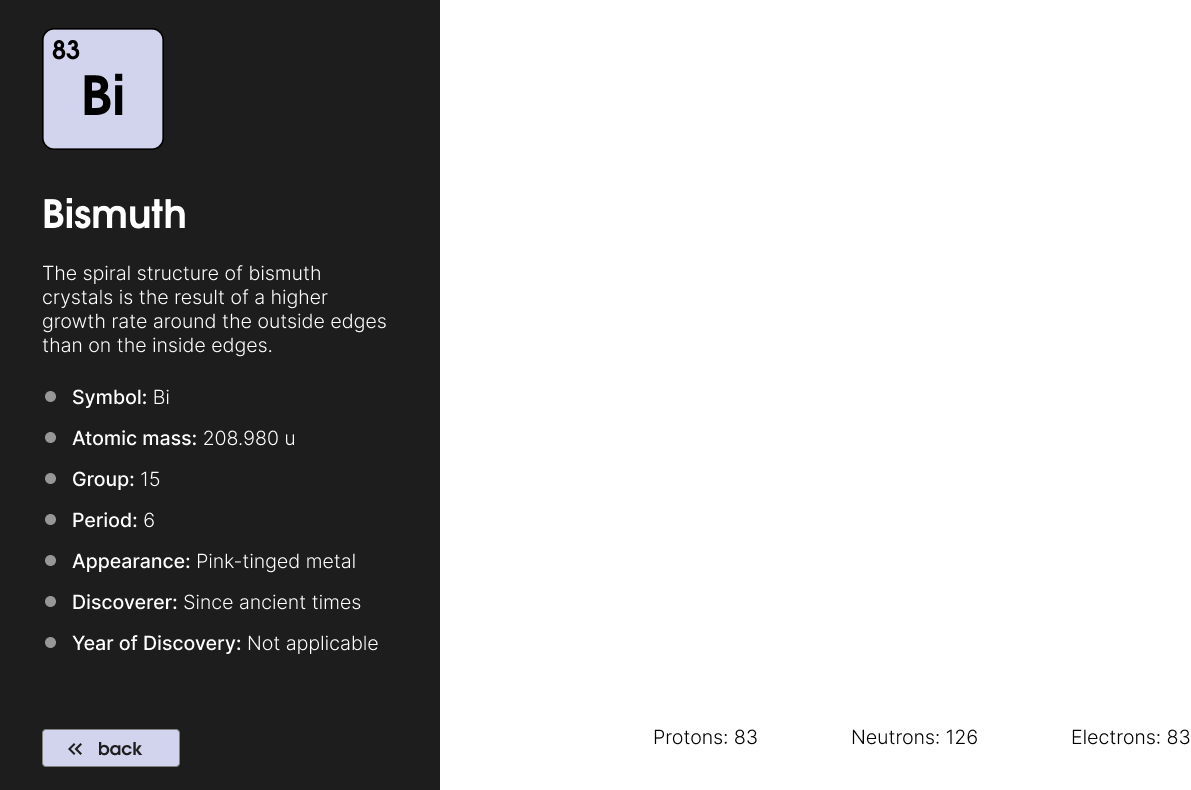 83
Bi
Bismuth
The spiral structure of bismuth
crystals is the result of a higher
growth rate around the outside edges
than on the inside edges.
Symbol: Bi
Atomic mass: 208.980 u
Group: 15
Period: 6
Appearance: Pink-tinged metal
Discoverer: Since ancient times
Year of Discovery: Not applicable
back
Protons: 83
Neutrons: 126
Electrons: 83